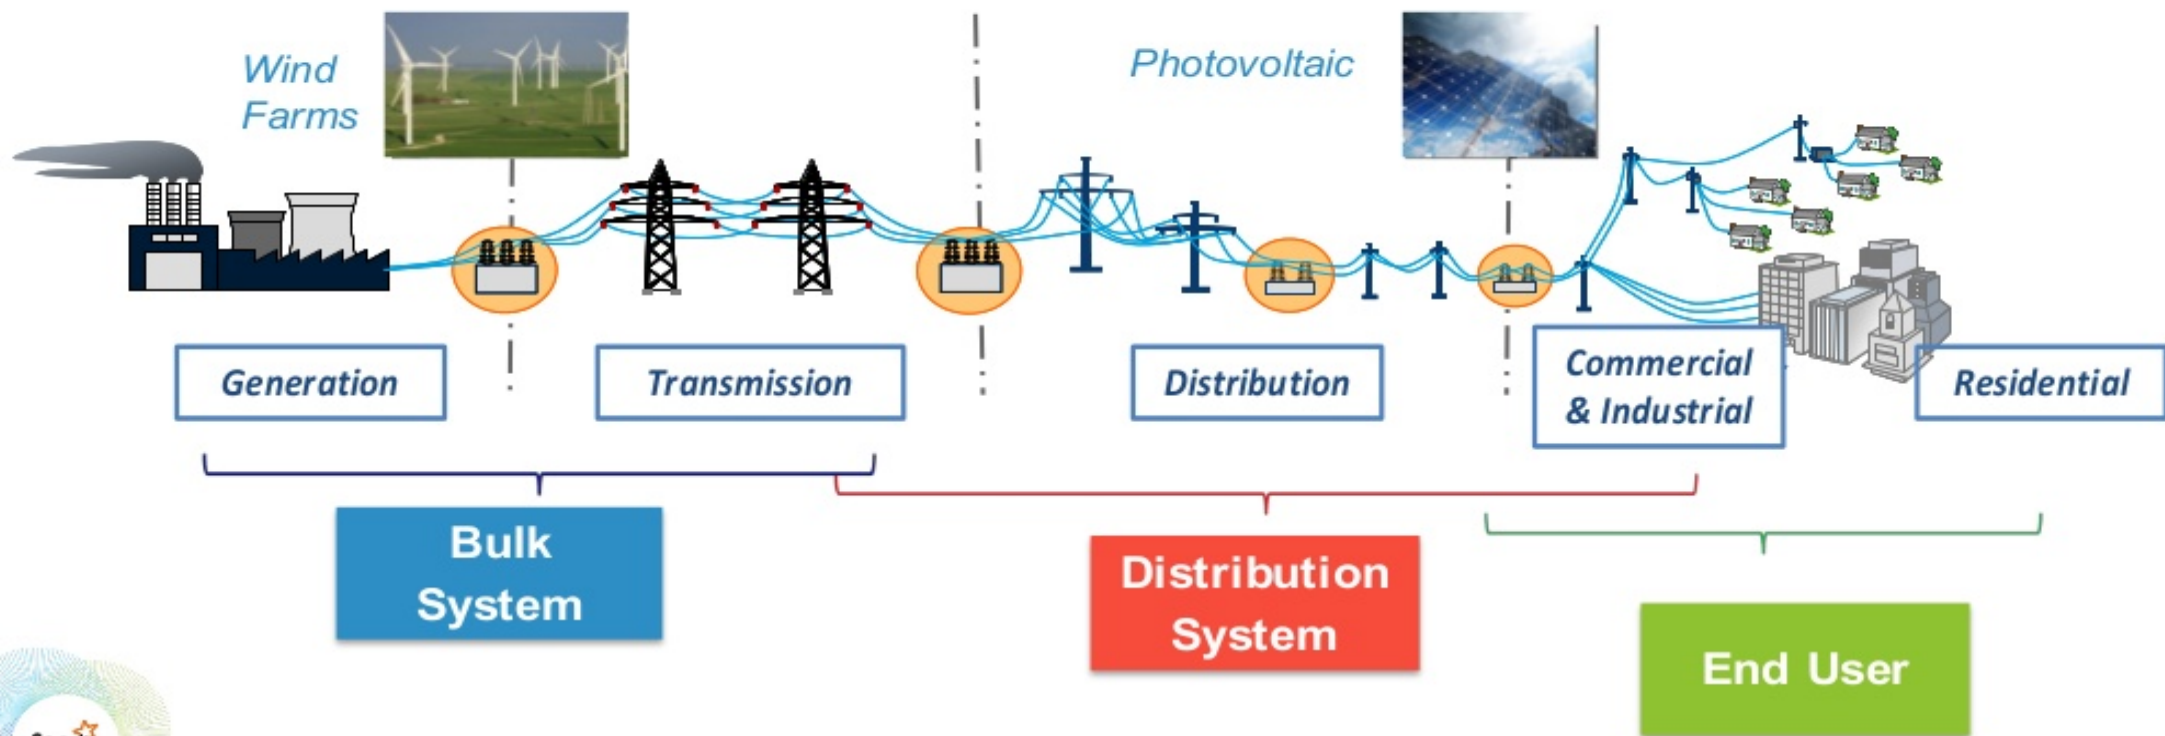 Wind
Farms
Photovoltaic
Generation
Transmission
Distribution
Commercial
& Industrial
Residential
Bulk
System
Distribution
System
End User